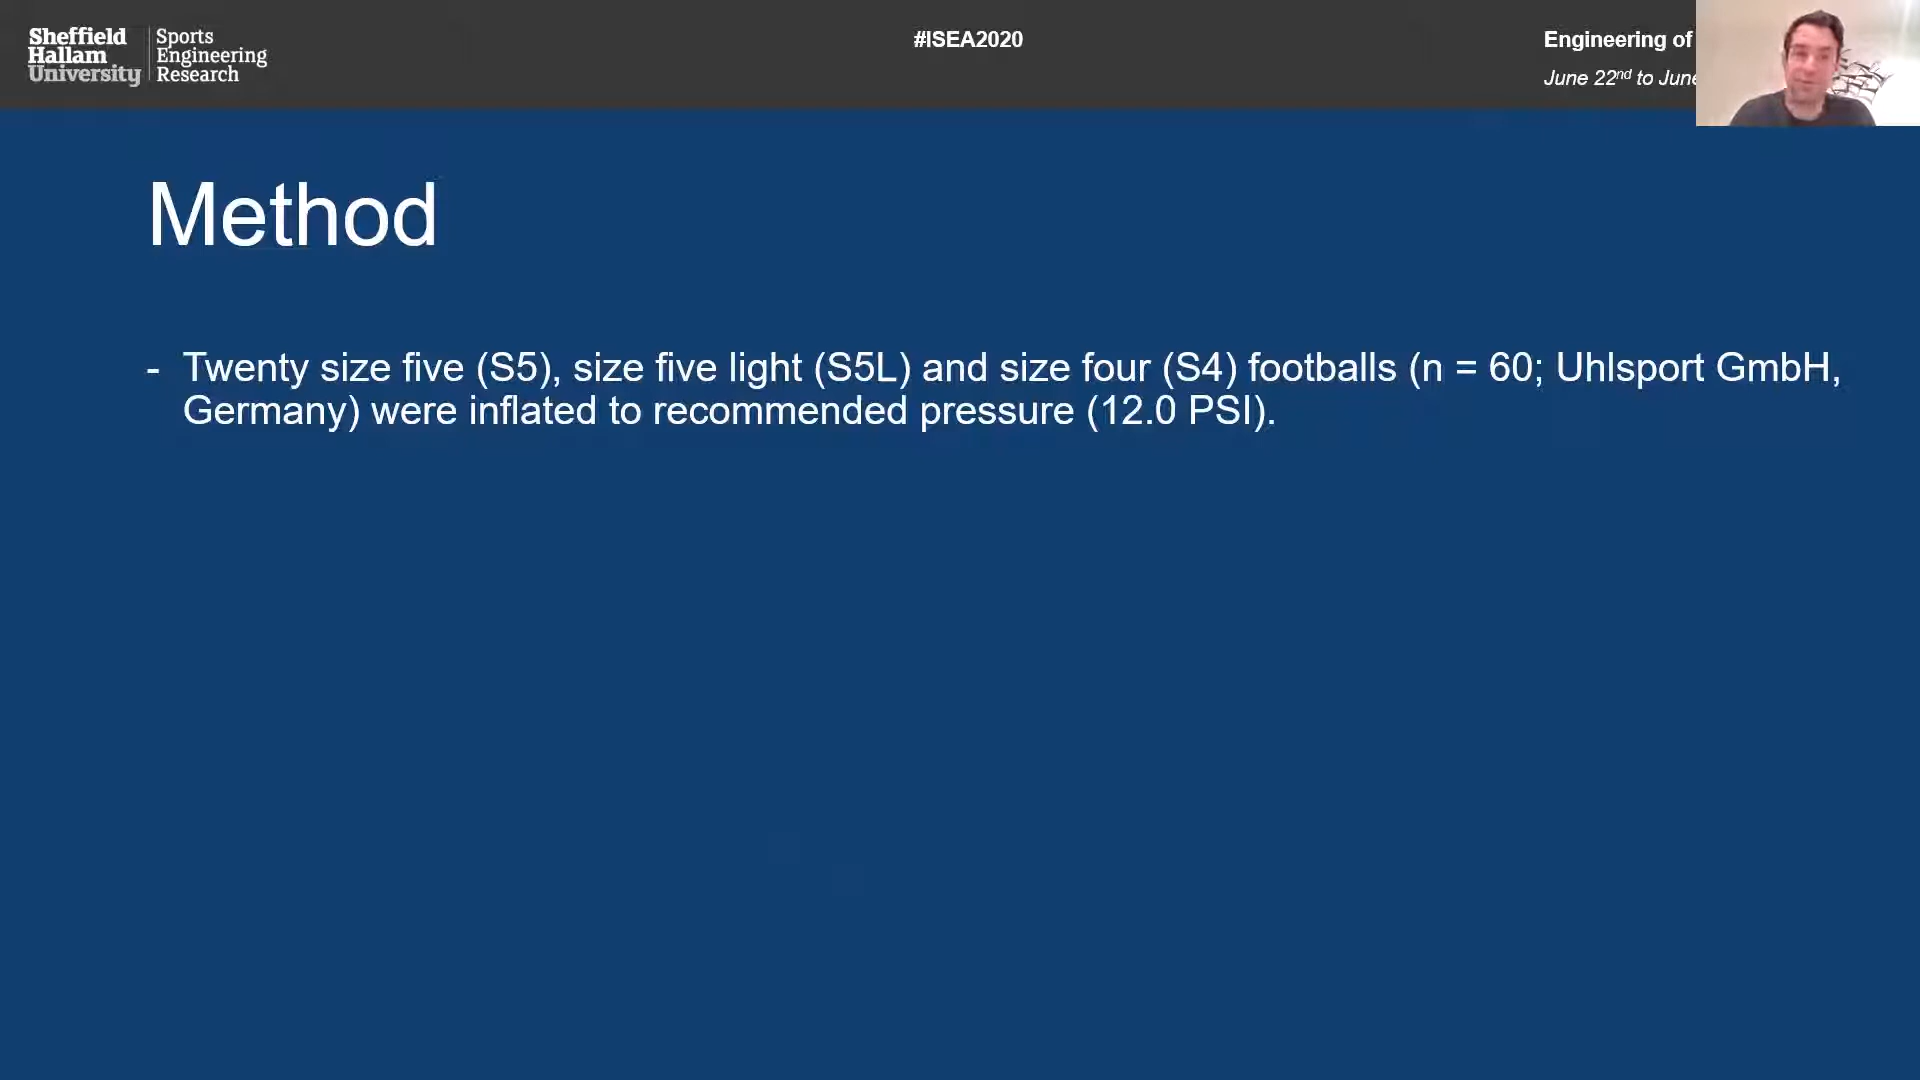 Sheffield
Hallam
University
Sports
Engineering
Research
#ISEA2020
Engineering of
June 22nd to June
Method
- Twenty size five (S5), size five light (S5L) and size four (S4) footballs (n = 60; Uhlsport GmbH,
Germany) were inflated to recommended pressure (12.0 PSI).